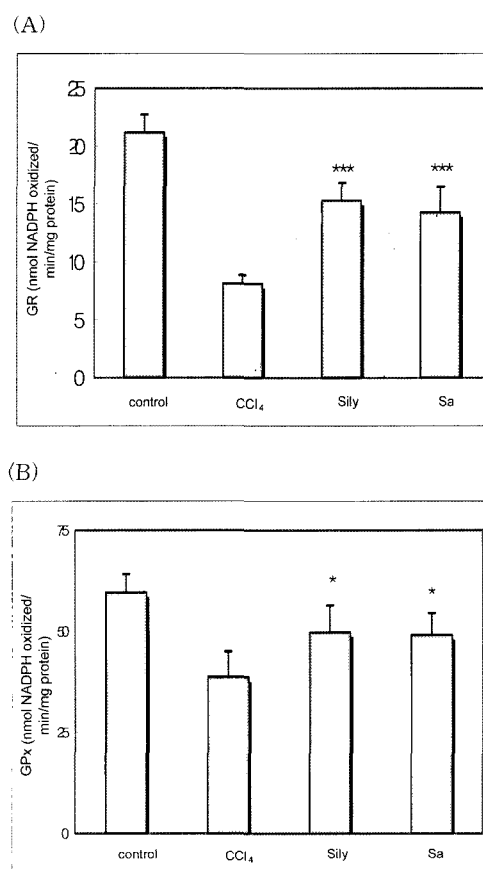 (A)
GR (nmol NADPH oxidized/
min/mg protein)
25
20
15
10
5
0
***
***
control
CCl₄
Sily
Sa
(B)
GPx (nmol NADPH oxidized/
min/mg protein)
75
50
25
0
*
*
control
CCl₄
Sily
Sa